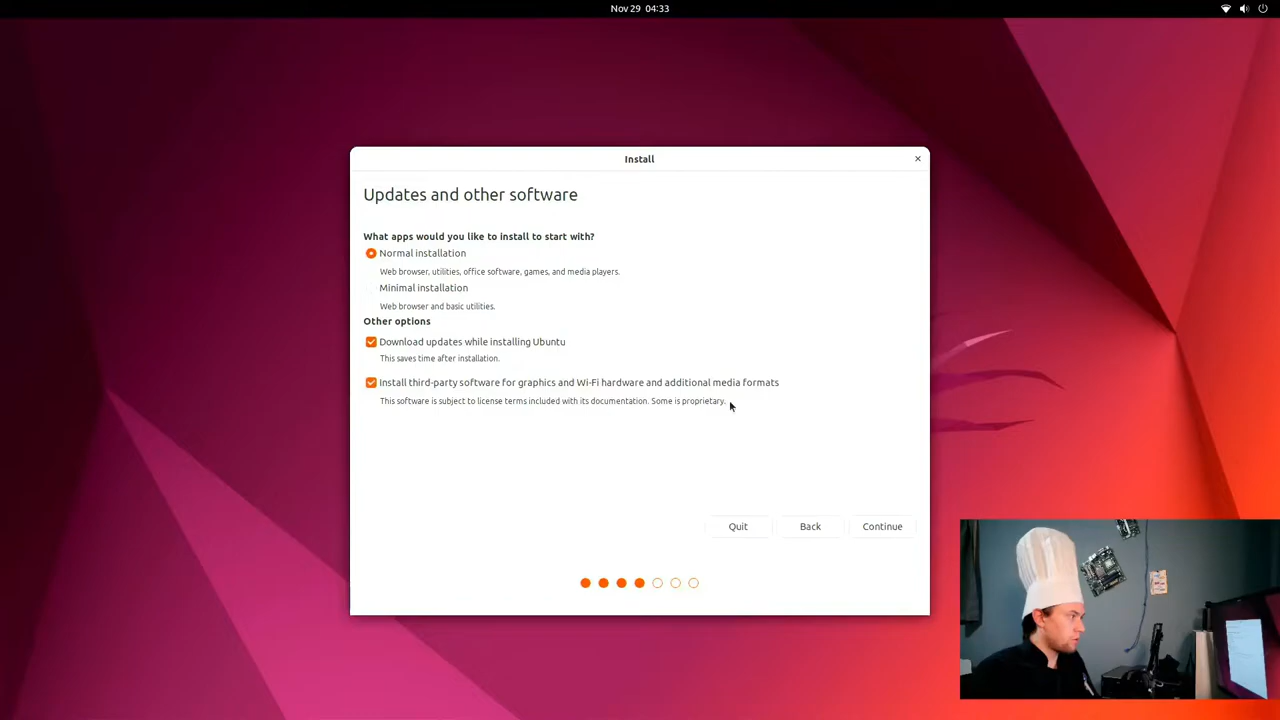 Nov 29 04:33
Install
Updates and other software
What apps would you like to install to start with?
Normal installation
Web browser, utilities, office software, games, and media players.
Minimal installation
Web browser and basic utilities.
Other options
Download updates while installing Ubuntu
This saves time after installation.
Install third-party software for graphics and Wi-Fi hardware and additional media formats
This software is subject to license terms included with its documentation. Some is proprietary.
Quit Back Continue